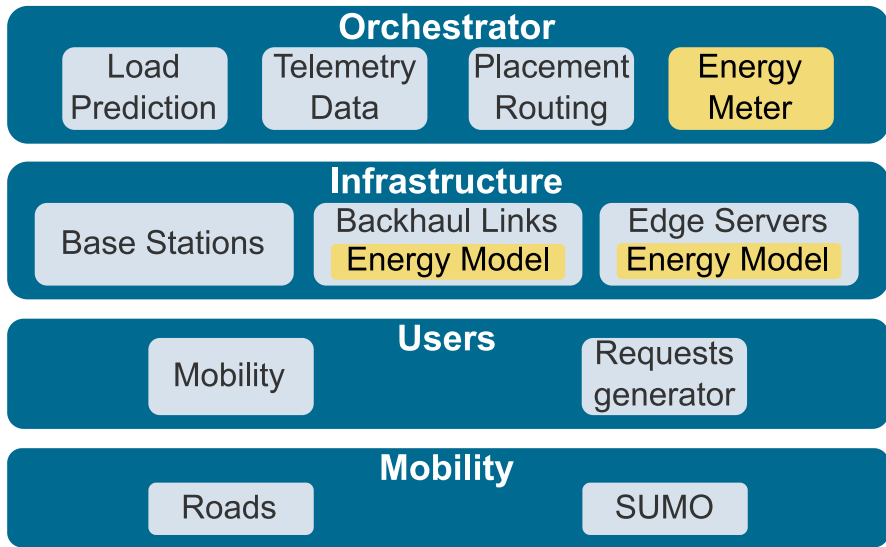 Orchestrator
Load
Prediction
Telemetry
Data
Placement
Routing
Energy
Meter
Infrastructure
Base Stations
Backhaul Links
Energy Model
Edge Servers
Energy Model
Users
Mobility
Requests
generator
Mobility
Roads
SUMO